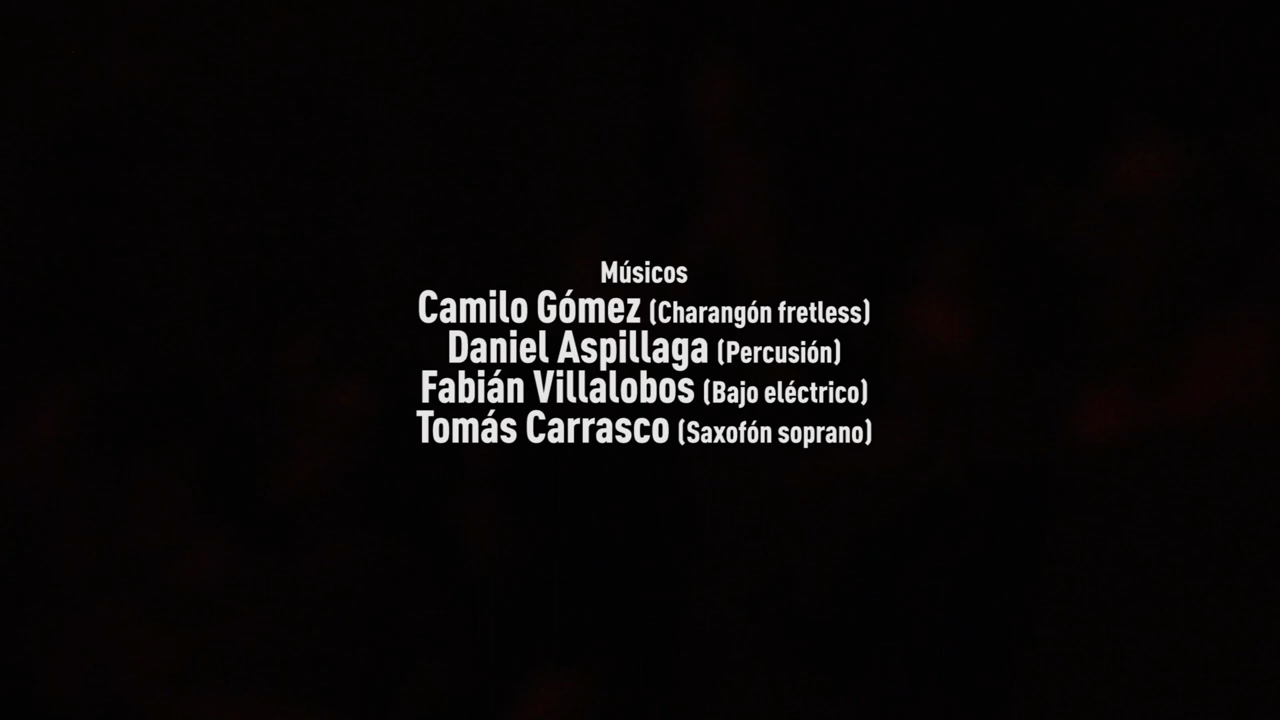 Músicos
Camilo Gómez (Charangón fretless)
Daniel Aspillaga (Percusión)
Fabián Villalobos (Bajo eléctrico)
Tomás Carrasco (Saxofón soprano)